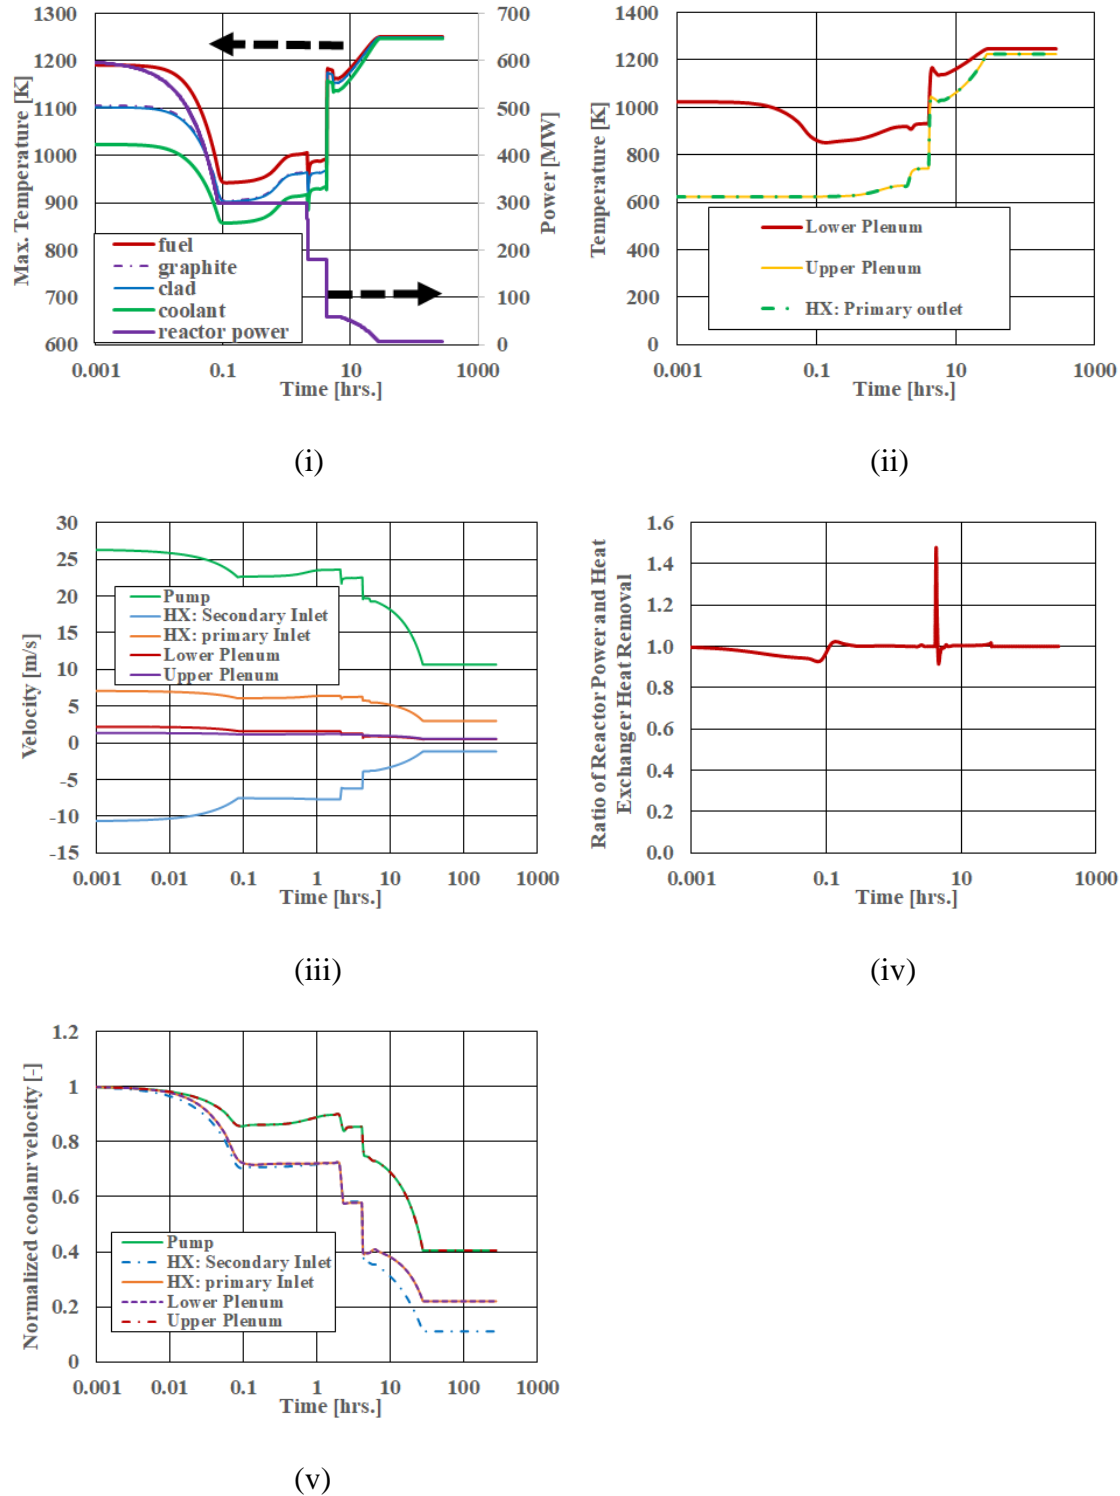 1300
1200
1100
1000
900
800
700
600
Max. Temperature [K]
700
600
500
400
300
200
100
0
Power [MW]
fuel
graphite
clad
coolant
reactor power
0.001
0.1
10
1000
Time [hrs.]
(i)
1400
1200
1000
800
600
400
200
0
Temperature [K]
Lower Plenum
Upper Plenum
HX: Primary outlet
0.001
0.1
10
1000
Time [hrs.]
(ii)
30
25
20
15
10
5
0
-5
-10
-15
Velocity [m/s]
Pump
HX: Secondary Inlet
HX: primary Inlet
Lower Plenum
Upper Plenum
0.001
0.01
0.1
1
10
100
1000
Time [hrs.]
(iii)
1.6
1.4
1.2
1.0
0.8
0.6
0.4
0.2
0.0
Ratio of Reactor Power and Heat
Exchanger Heat Removal
0.001
0.1
10
1000
Time [hrs.]
(iv)
1.2
1
0.8
0.6
0.4
0.2
0
Normalized coolanr velocity [-]
Pump
HX: Secondary Inlet
HX: primary Inlet
Lower Plenum
Upper Plenum
0.001
0.01
0.1
1
10
100
1000
Time [hrs.]
(v)